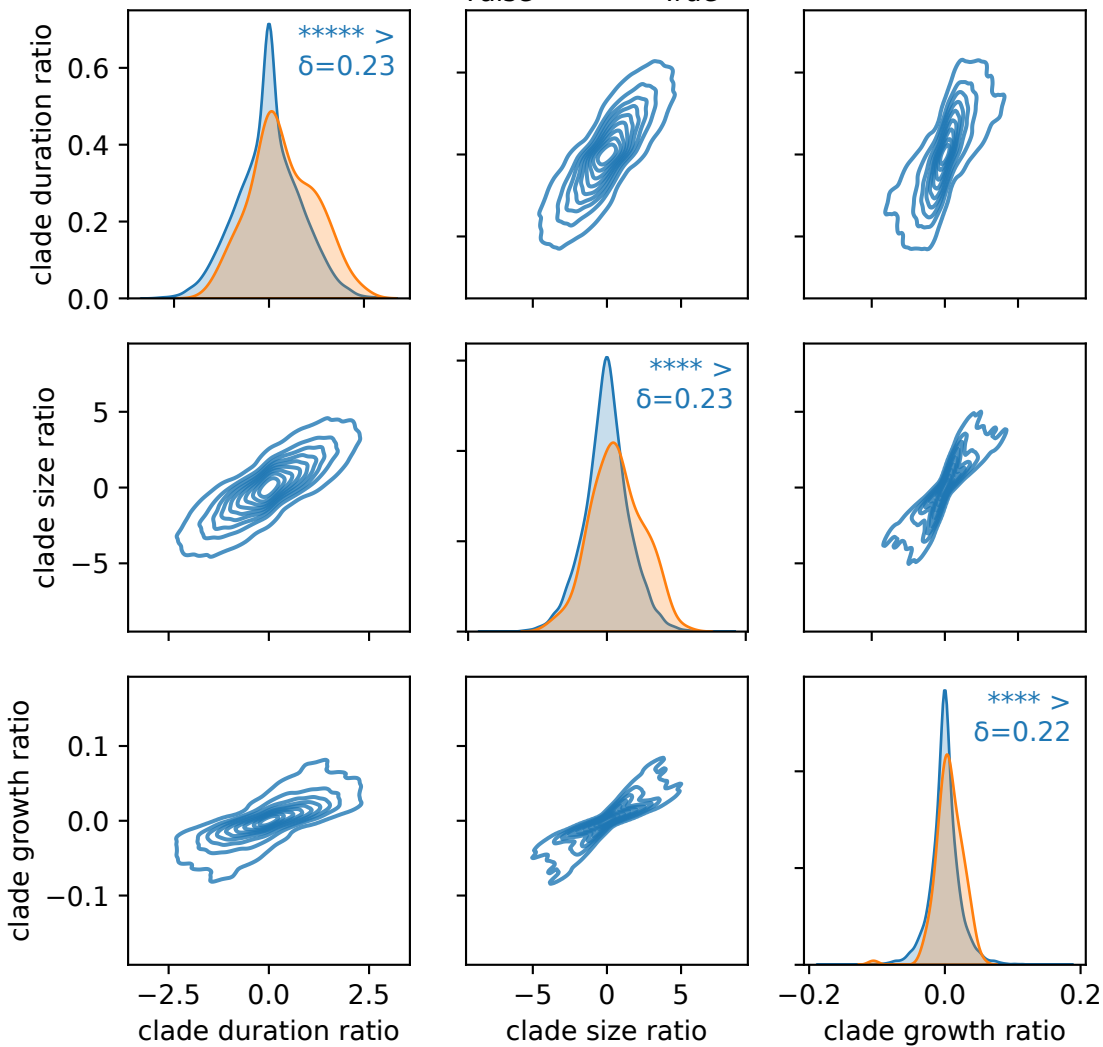 ***** >
δ=0.23
clade duration ratio
0.6
0.4
0.2
0.0
**** >
δ=0.23
clade size ratio
5
0
−5
**** >
δ=0.22
clade growth ratio
0.1
0.0
−0.1
−2.5 0.0 2.5
−5 0 5
−0.2 0.0 0.2
clade duration ratio
clade size ratio
clade growth ratio